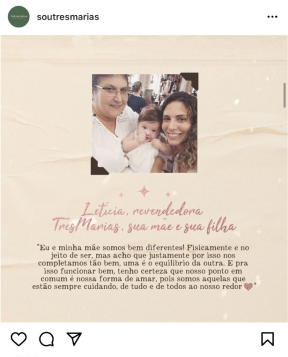 soutresmarias
Letícia, revendedora
TresMarias, sua mãe e sua filha
"Eu e minha mãe somos bem diferentes! Fisicamente e no
jeito de ser, mas acho que justamente por isso nos
completamos tão bem, uma é o equilíbrio da outra. E pra
isso funcionar bem, tenho certeza que nosso ponto em
comum é nossa forma de amar, pois somos aquelas que
estão sempre cuidando, de tudo e de todos ao nosso redor ❤"